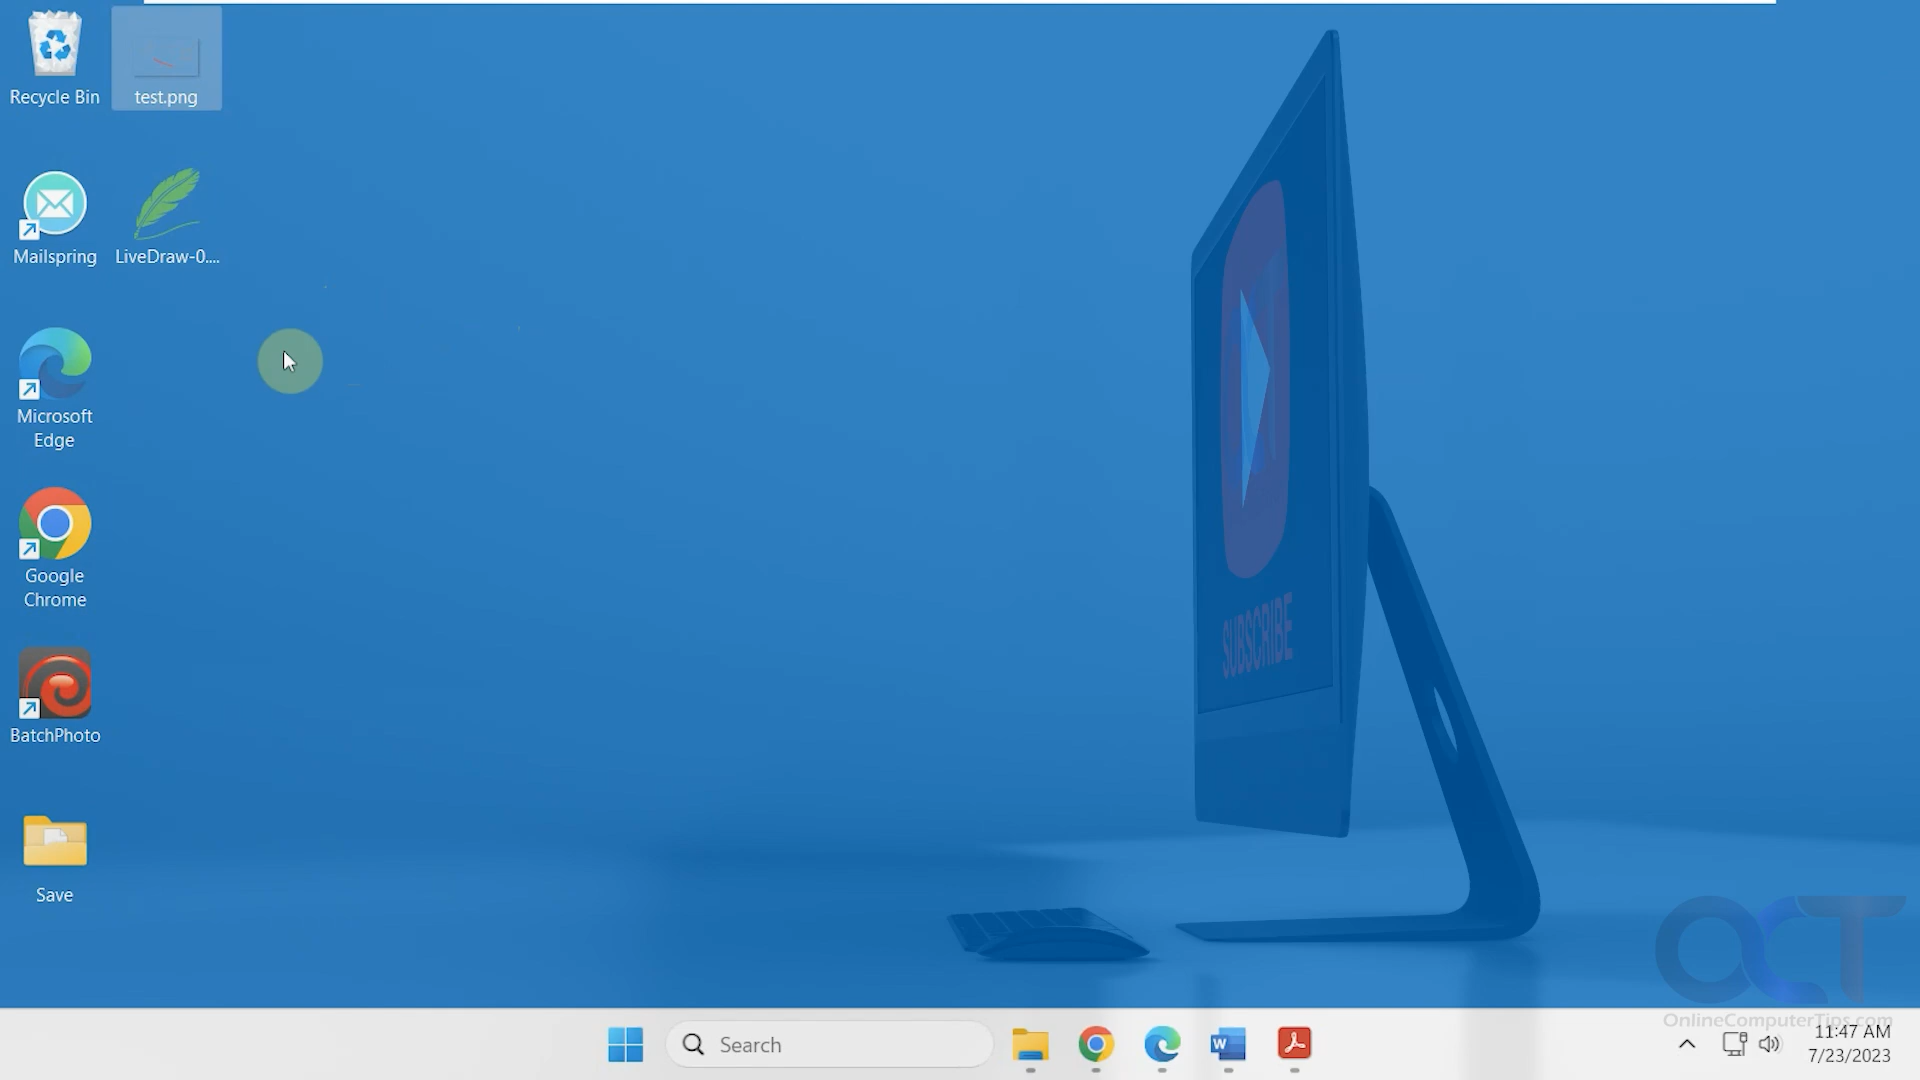 Recycle Bin
test.png
Mailspring
LiveDraw-0....
Microsoft
Edge
Google
Chrome
BatchPhoto
Save
SUBSCRIBE
OCT
OnlineComputerTips.com
Search
W
11:47 AM
7/23/2023